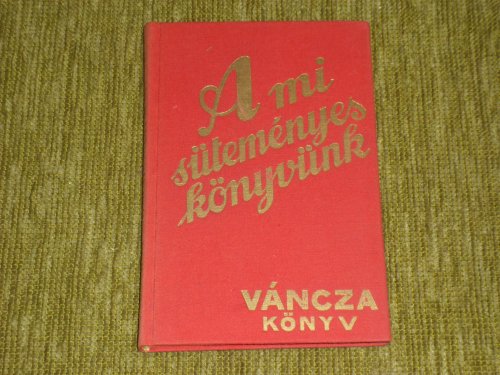 A mi
süteményes
könyvünk
VÁNCZA
KÖNYV